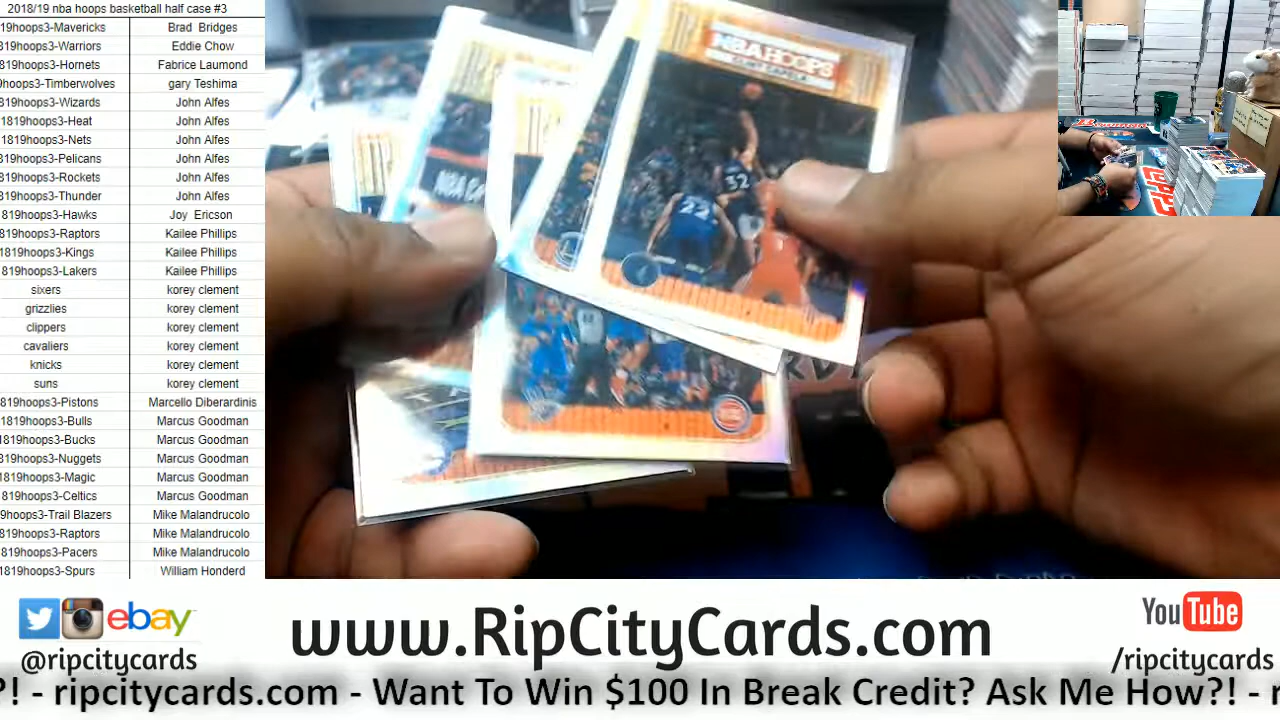 2018/19 nba hoops basketball half case #3
19hoops3-Mavericks Brad Bridges
819hoops3-Warriors Eddie Chow
819hoops3-Hornets Fabrice Laumond
9hoops3-Timberwolves gary Teshima
819hoops3-Wizards John Alfes
1819hoops3-Heat John Alfes
1819hoops3-Nets John Alfes
819hoops3-Pelicans John Alfes
819hoops3-Rockets John Alfes
819hoops3-Thunder John Alfes
819hoops3-Hawks Joy Ericson
819hoops3-Raptors Kailee Phillips
819hoops3-Kings Kailee Phillips
819hoops3-Lakers Kailee Phillips
sixers korey clement
grizzlies korey clement
clippers korey clement
cavaliers korey clement
knicks korey clement
suns korey clement
819hoops3-Pistons Marcello Diberardinis
1819hoops3-Bulls Marcus Goodman
819hoops3-Bucks Marcus Goodman
819hoops3-Nuggets Marcus Goodman
819hoops3-Magic Marcus Goodman
819hoops3-Celtics Marcus Goodman
9hoops3-Trail Blazers Mike Malandrucolo
819hoops3-Raptors Mike Malandrucolo
819hoops3-Pacers Mike Malandrucolo
1819hoops3-Spurs William Honderd
NBA HOOPS
CLINT CAPELA
32
22
ebay
@ripcitycards
www.RipCityCards.com
YouTube
/ripcitycards
?! - ripcitycards.com - Want To Win $100 In Break Credit? Ask Me How?! - r